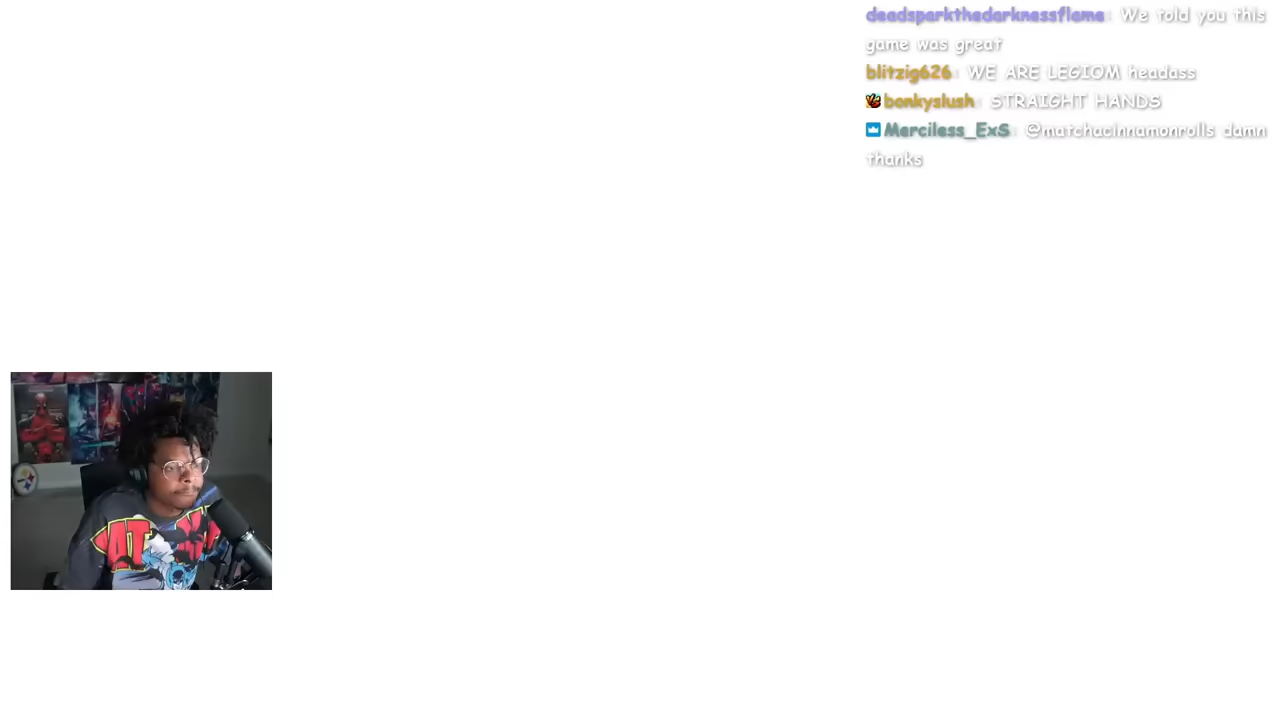 deadsparkthedarknessflame: We told you this
game was great
blitzig626: WE ARE LEGIOM headass
bonkyslush: STRAIGHT HANDS
Merciless_ExS: @matchacinnamonrolls damn
thanks
AT